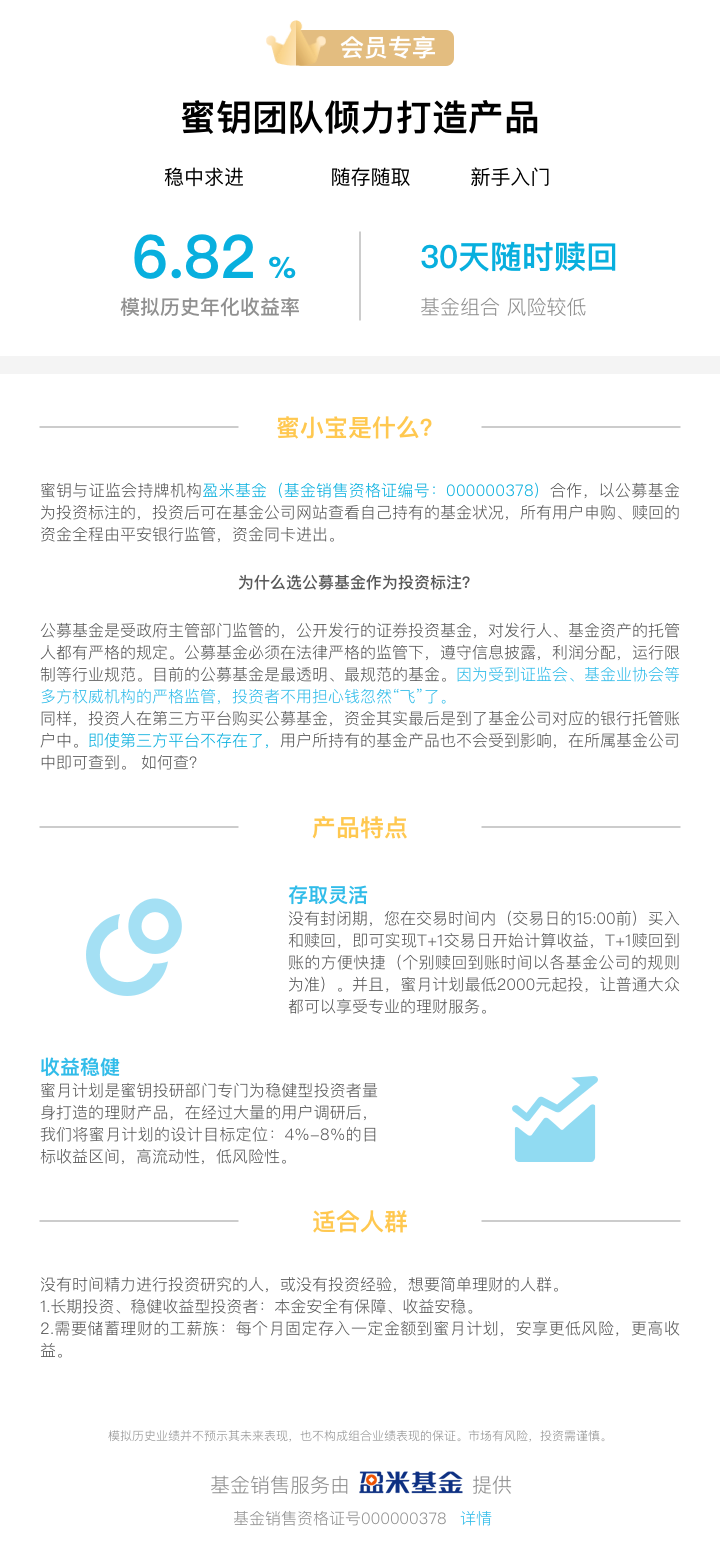 会员专享
蜜钥团队倾力打造产品
稳中求进 随存随取 新手入门
6.82 % 30天随时赎回
模拟历史年化收益率 基金组合 风险较低
蜜小宝是什么?
蜜钥与证监会持牌机构盈米基金（基金销售资格证编号：000000378）合作，以公募基金
为投资标注的，投资后可在基金公司网站查看自己持有的基金状况，所有用户申购、赎回的
资金全程由平安银行监管，资金同卡进出。
为什么选公募基金作为投资标注?
公募基金是受政府主管部门监管的，公开发行的证券投资基金，对发行人、基金资产的托管
人都有严格的规定。公募基金必须在法律严格的监管下，遵守信息披露，利润分配，运行限
制等行业规范。目前的公募基金是最透明、最规范的基金。因为受到证监会、基金业协会等
多方权威机构的严格监管，投资者不用担心钱忽然“飞”了。
同样，投资人在第三方平台购买公募基金，资金其实最后是到了基金公司对应的银行托管账
户中。即使第三方平台不存在了，用户所持有的基金产品也不会受到影响，在所属基金公司
中即可查到。 如何查?
产品特点
存取灵活
没有封闭期，您在交易时间内（交易日的15:00前）买入
和赎回，即可实现T+1交易日开始计算收益，T+1赎回到
账的方便快捷（个别赎回到账时间以各基金公司的规则
为准）。并且，蜜月计划最低2000元起投，让普通大众
都可以享受专业的理财服务。
收益稳健
蜜月计划是蜜钥投研部门专门为稳健型投资者量
身打造的理财产品，在经过大量的用户调研后，
我们将蜜月计划的设计目标定位：4%-8%的目
标收益区间，高流动性，低风险性。
适合人群
没有时间精力进行投资研究的人，或没有投资经验，想要简单理财的人群。
1.长期投资、稳健收益型投资者：本金安全有保障、收益安稳。
2.需要储蓄理财的工薪族：每个月固定存入一定金额到蜜月计划，安享更低风险，更高收
益。
模拟历史业绩并不预示其未来表现，也不构成组合业绩表现的保证。市场有风险，投资需谨慎。
基金销售服务由 盈米基金 提供
基金销售资格证号000000378 详情